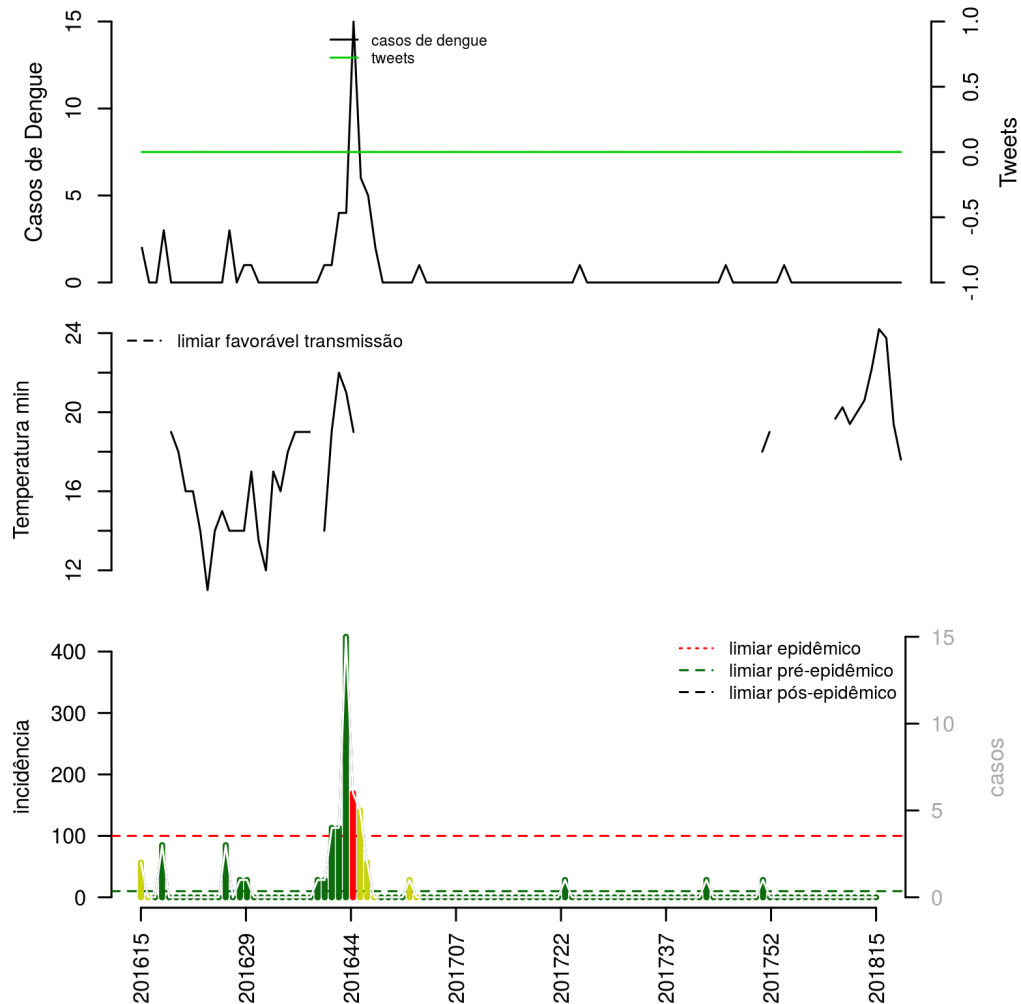 casos de dengue
tweets
Casos de Dengue
0
5
10
15
Tweets
-1.0
-0.5
0.0
0.5
1.0
limiar favorável transmissão
Temperatura min
12
16
20
24
limiar epidêmico
limiar pré-epidêmico
limiar pós-epidêmico
incidência
0
100
200
300
400
casos
0
5
10
15
201615
201629
201644
201707
201722
201737
201752
201815